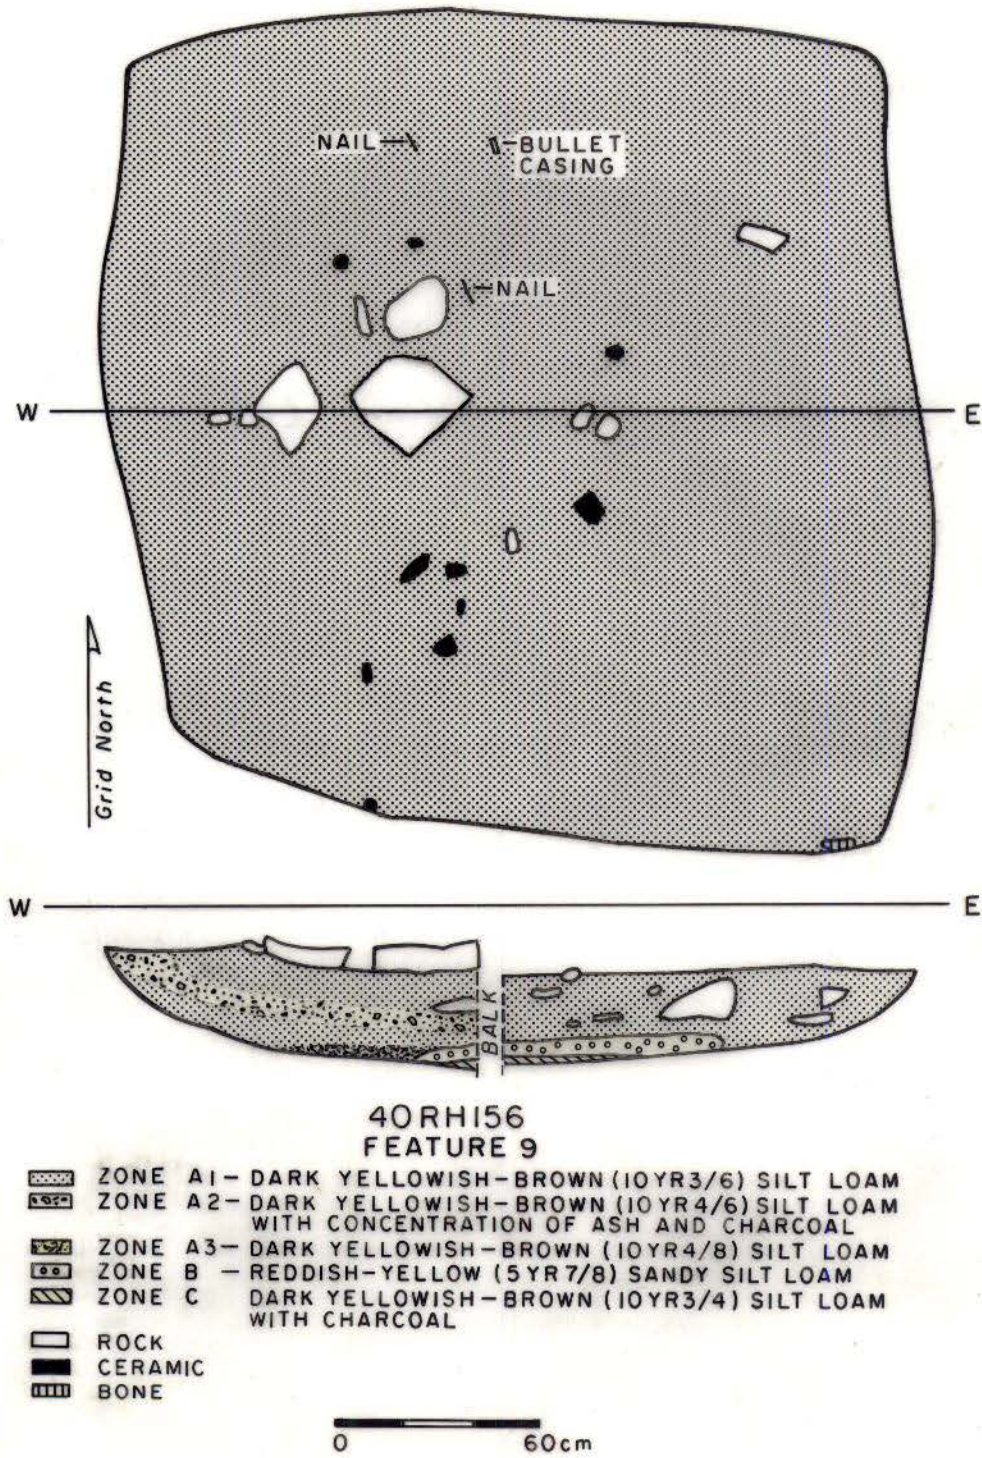 NAIL
BULLET
CASING
NAIL
W
E
Grid North
W
E
BALK
40RH156
FEATURE 9
ZONE A1- DARK YELLOWISH-BROWN (10YR3/6) SILT LOAM
ZONE A2- DARK YELLOWISH-BROWN (10YR4/6) SILT LOAM
WITH CONCENTRATION OF ASH AND CHARCOAL
ZONE A3- DARK YELLOWISH-BROWN (10YR4/8) SILT LOAM
ZONE B - REDDISH-YELLOW (5YR7/8) SANDY SILT LOAM
ZONE C DARK YELLOWISH-BROWN (10YR3/4) SILT LOAM
WITH CHARCOAL
ROCK
CERAMIC
BONE
0 60cm